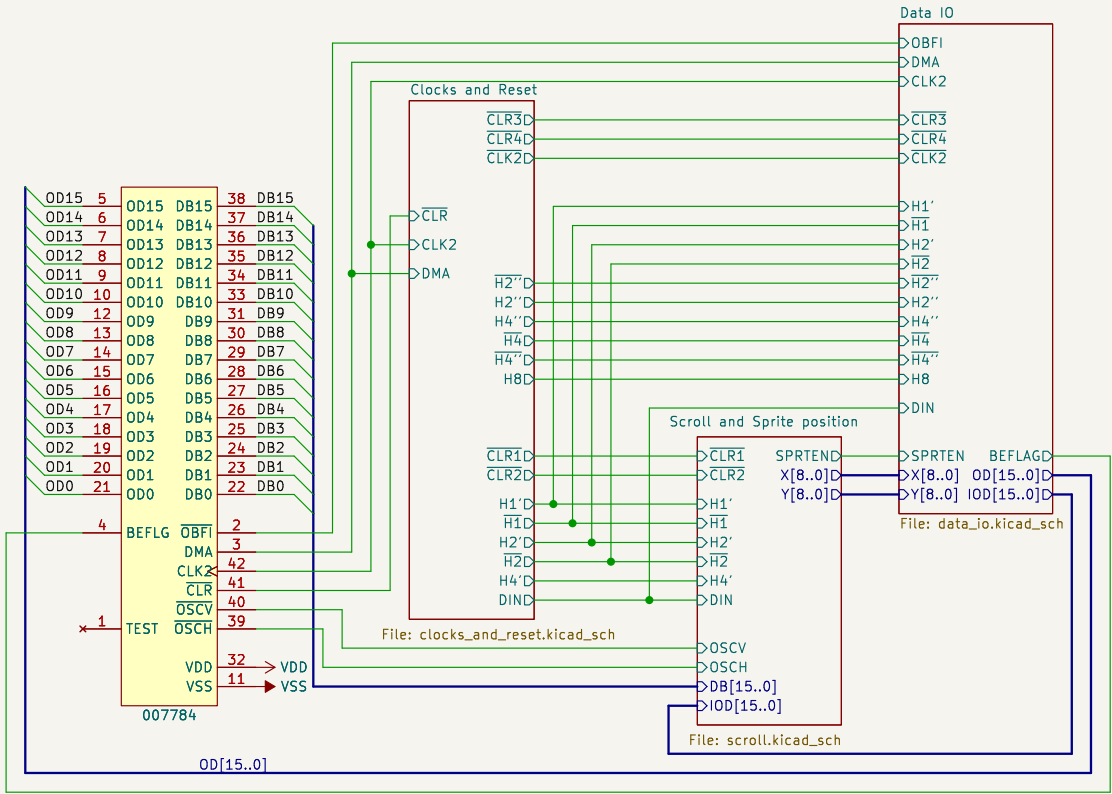 Data IO
OBFI
DMA
CLK2
CLR3
CLR4
CLK2
H1'
H1
H2'
H2
H2''
H2''
H4''
H4
H4''
H8
DIN
SPRTEN BEFLAG
X[8..0] OD[15..0]
Y[8..0] IOD[15..0]
File: data_io.kicad_sch
Clocks and Reset
CLR3
CLR4
CLK2
CLR
CLK2
DMA
H2''
H2''
H4''
H4
H4''
H8
CLR1
CLR2
H1'
H1
H2'
H2
H4'
DIN
File: clocks_and_reset.kicad_sch
Scroll and Sprite position
CLR1 SPRTEN
CLR2 X[8..0]
Y[8..0]
H1'
H1
H2'
H2
H4'
DIN
OSCV
OSCH
DB[15..0]
IOD[15..0]
File: scroll.kicad_sch
OD15 5 OD15 DB15 38 DB15
OD14 6 OD14 DB14 37 DB14
OD13 7 OD13 DB13 36 DB13
OD12 8 OD12 DB12 35 DB12
OD11 9 OD11 DB11 34 DB11
OD10 10 OD10 DB10 33 DB10
OD9 12 OD9 DB9 31 DB9
OD8 13 OD8 DB8 30 DB8
OD7 14 OD7 DB7 29 DB7
OD6 15 OD6 DB6 28 DB6
OD5 16 OD5 DB5 27 DB5
OD4 17 OD4 DB4 26 DB4
OD3 18 OD3 DB3 25 DB3
OD2 19 OD2 DB2 24 DB2
OD1 20 OD1 DB1 23 DB1
OD0 21 OD0 DB0 22 DB0
4 BEFLG OBFI 2
DMA 3
CLK2 42
CLR 41
OSCV 40
1 TEST OSCH 39
VDD 32 VDD
VSS 11 VSS
007784
OD[15..0]